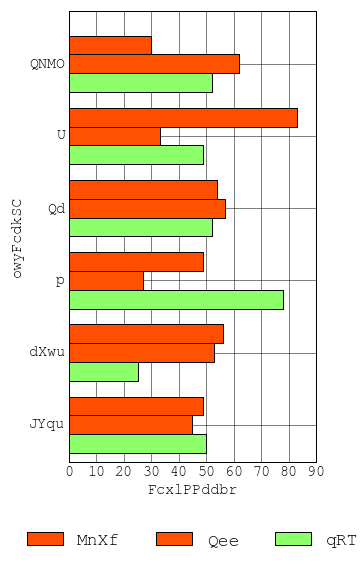 QNMO
U
Qd
p
dXwu
JYqu
owyFcdkSC
0 10 20 30 40 50 60 70 80 90
FcxlPPddbr
MnXf Qee qRT